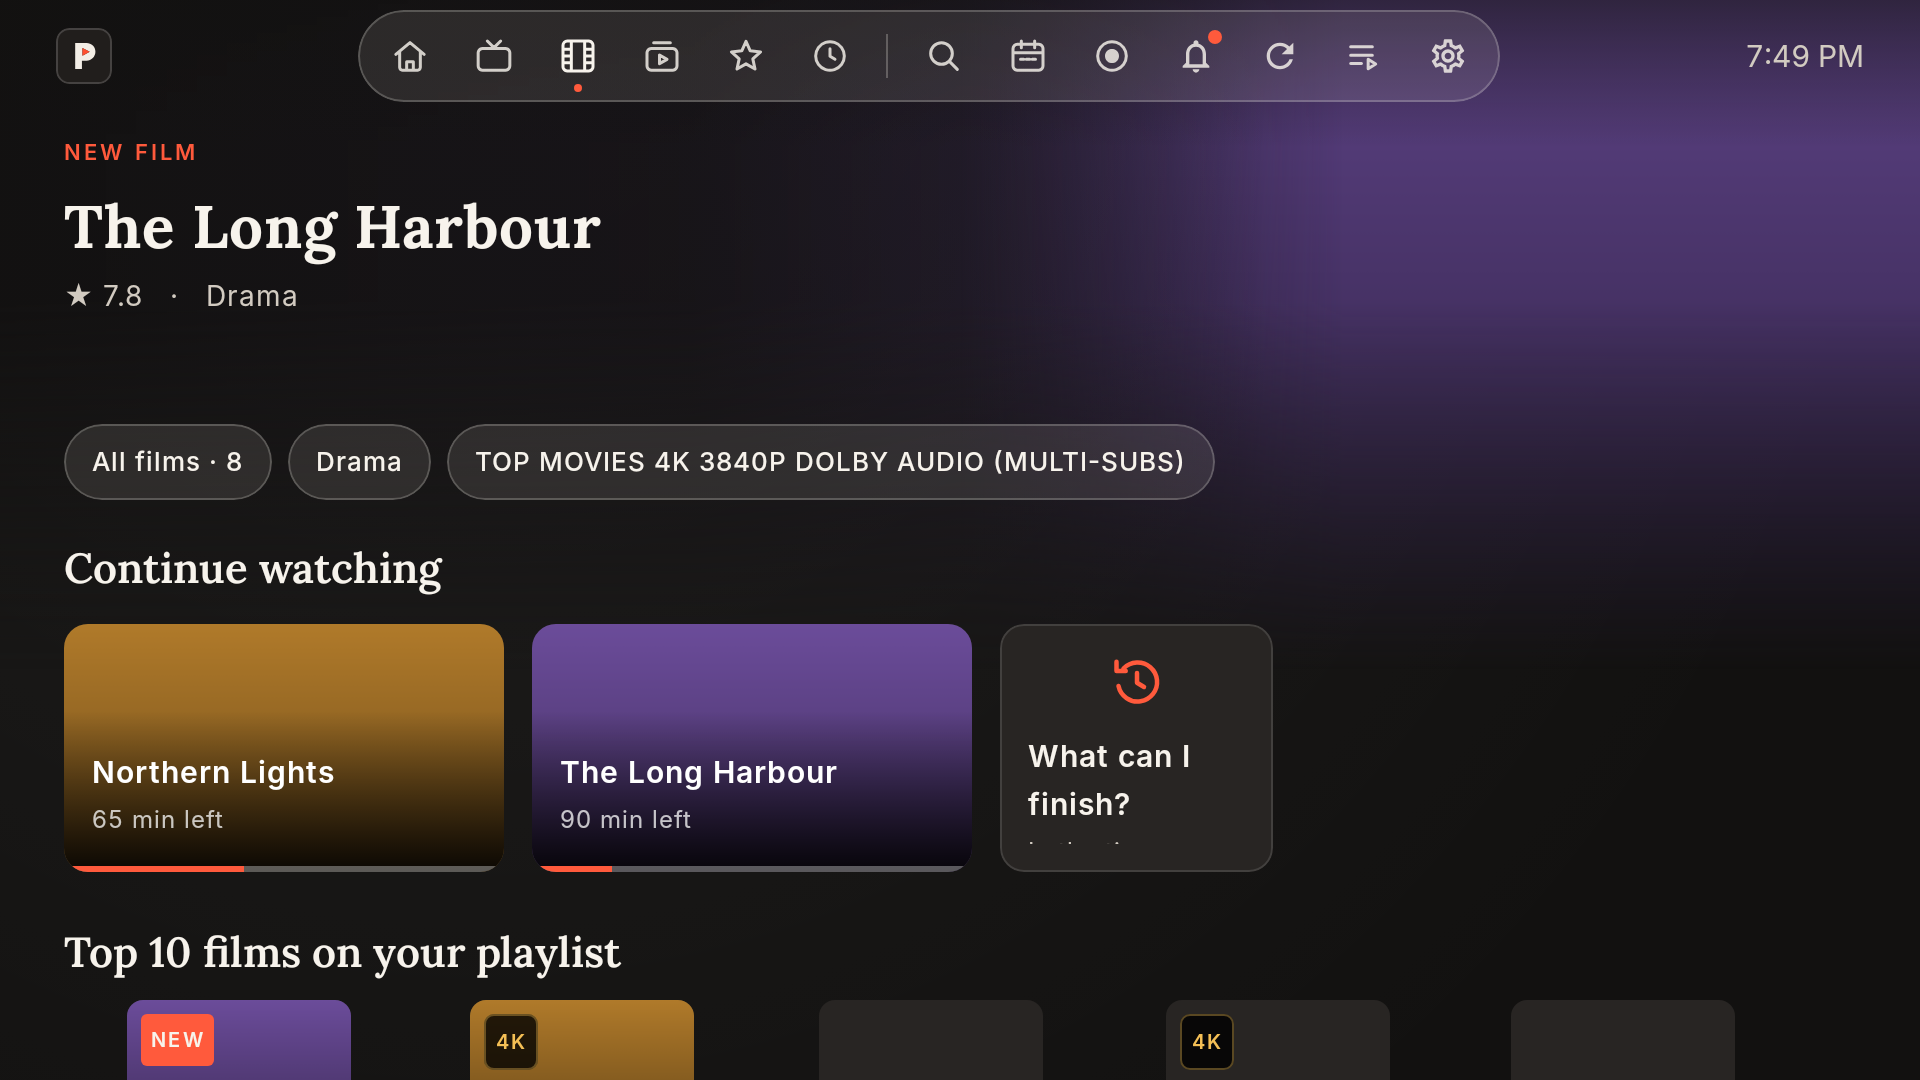 P
7:49 PM
NEW FILM
The Long Harbour
★ 7.8 · Drama
All films · 8
Drama
TOP MOVIES 4K 3840P DOLBY AUDIO (MULTI-SUBS)
Continue watching
Northern Lights
65 min left
The Long Harbour
90 min left
What can I
finish?
Top 10 films on your playlist
NEW
4K
4K